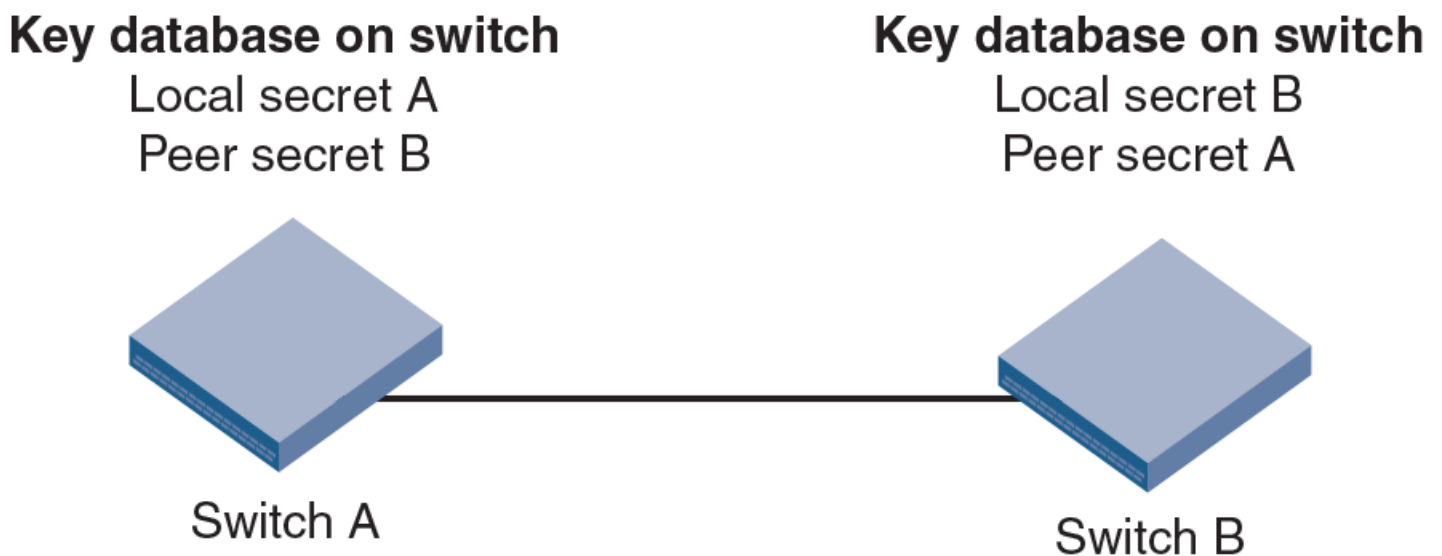 Key database on switch
Local secret A
Peer secret B
Key database on switch
Local secret B
Peer secret A
Switch A
Switch B